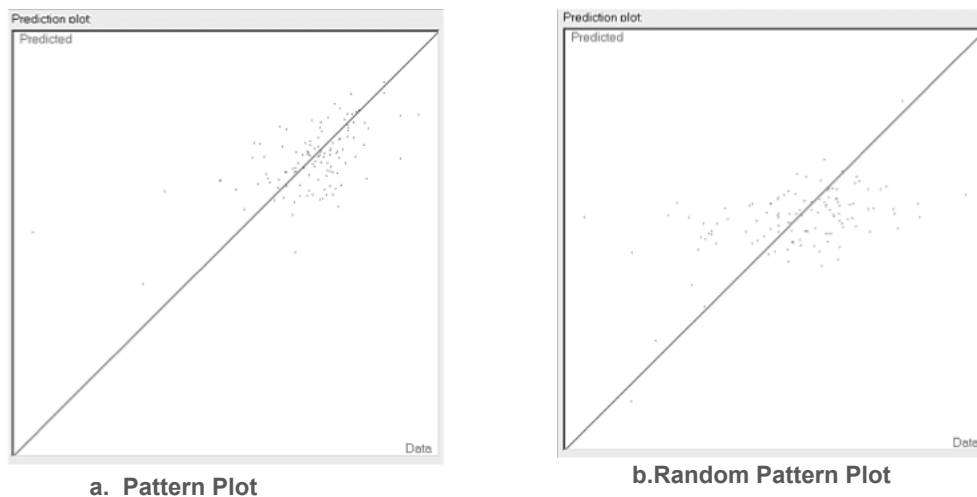 Prediction plot
Predicted
Data
a. Pattern Plot
Prediction plot
Predicted
Data
b.Random Pattern Plot